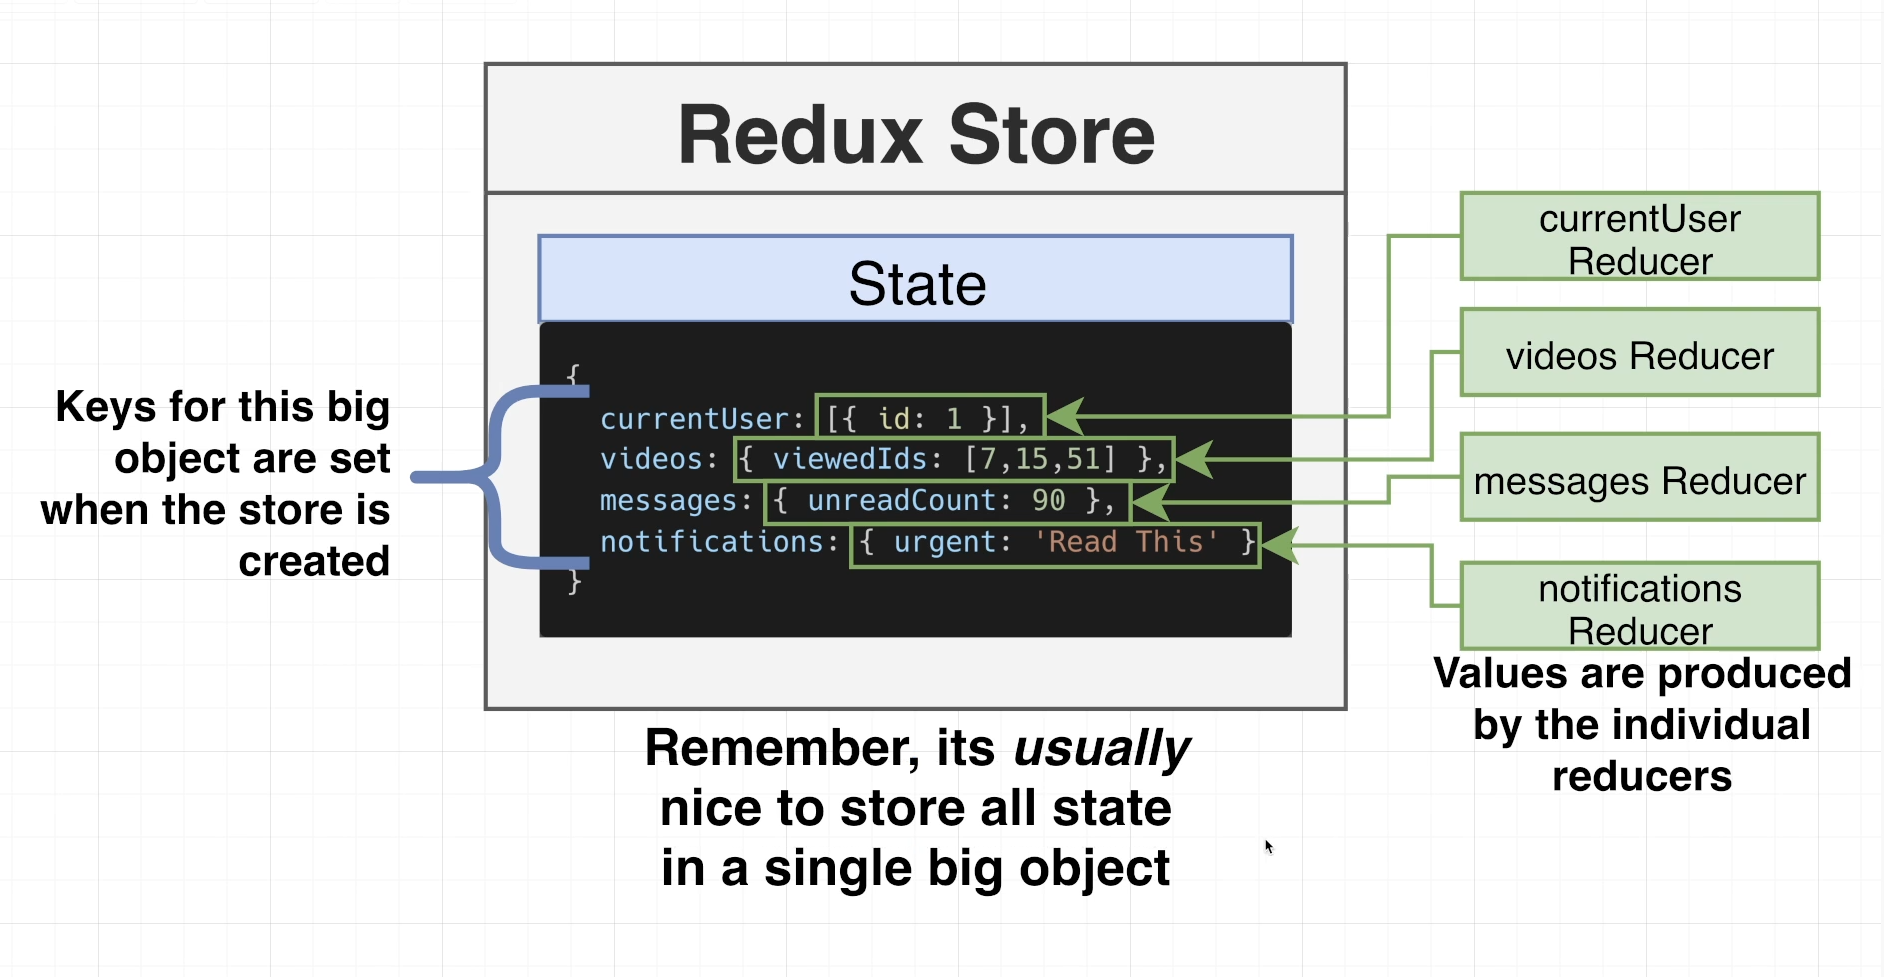 Redux Store
State
{
currentUser: [{ id: 1 }],
videos: { viewedIds: [7,15,51] },
messages: { unreadCount: 90 },
notifications: { urgent: 'Read This' }
}
Keys for this big
object are set
when the store is
created
currentUser
Reducer
videos Reducer
messages Reducer
notifications
Reducer
Values are produced
by the individual
reducers
Remember, its usually
nice to store all state
in a single big object